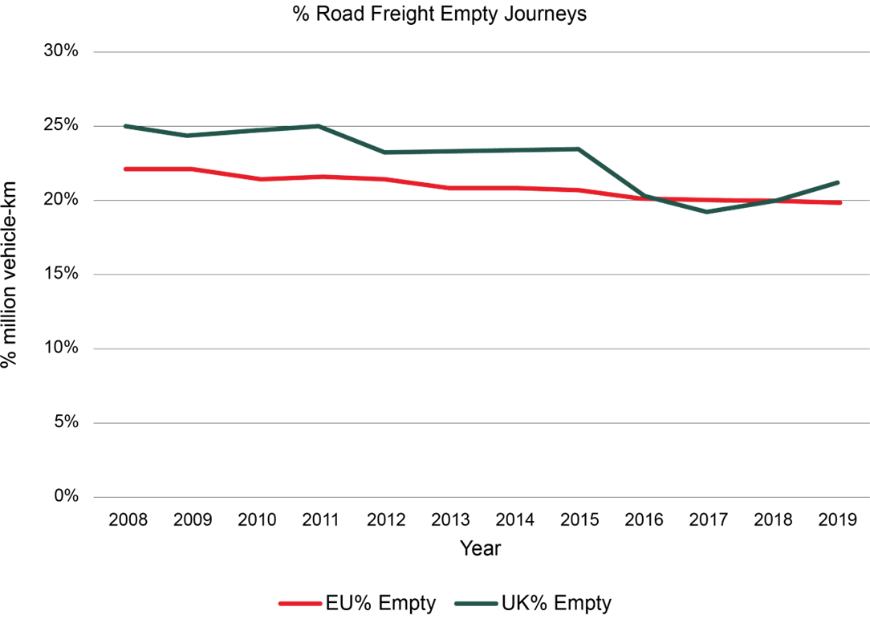 % Road Freight Empty Journeys
30%
25%
20%
15%
10%
5%
0%
% million vehicle-km
2008 2009 2010 2011 2012 2013 2014 2015 2016 2017 2018 2019
Year
EU% Empty UK% Empty